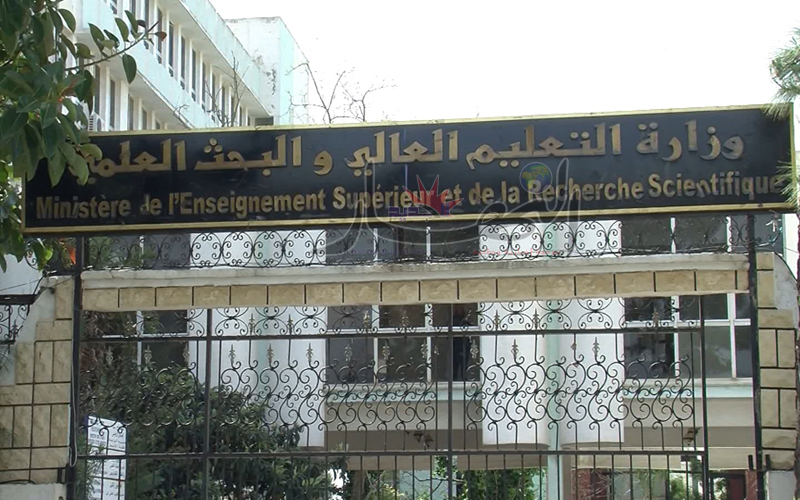 وزارة التعليم العالي و البحث العلمي
Ministère de l'Enseignement Supérieur et de la Recherche Scientifique